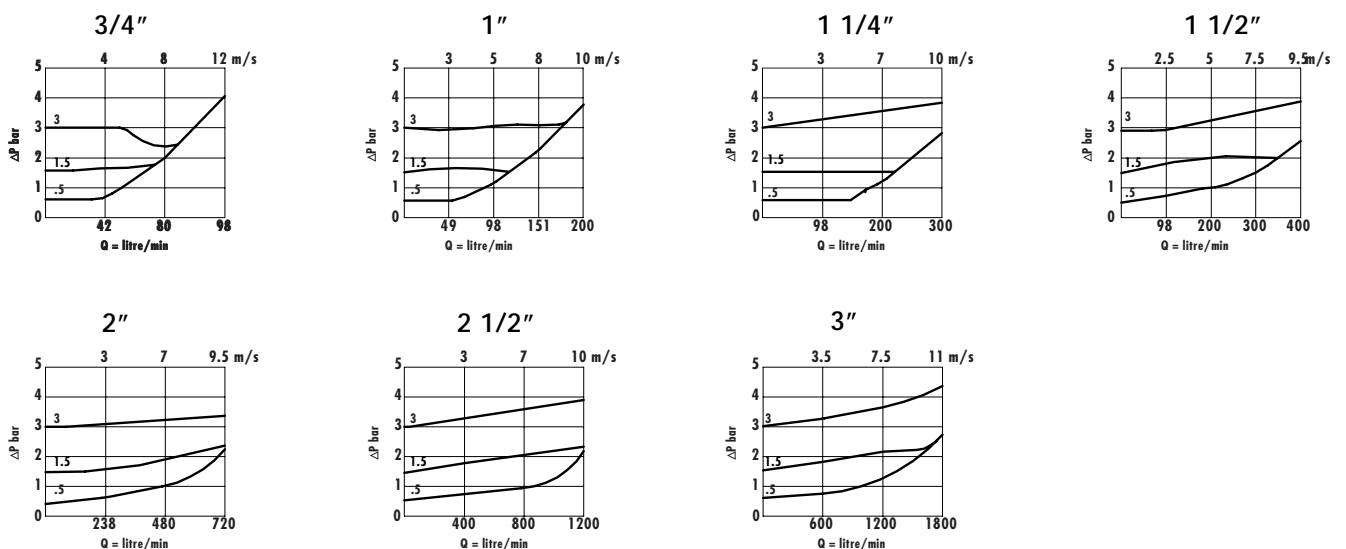 3/4″ 1″ 1 1/4″ 1 1/2″
4 8 12 m/s 3 5 8 10 m/s 3 7 10 m/s 2.5 5 7.5 9.5m/s
5 5 5 5
4 4 4 4
3 3 3 3 3 3 3 3
ΔP bar ΔP bar ΔP bar ΔP bar
2 2 2 2
1.5 1.5 1.5 1.5
1 1 1 1
.5 .5 .5 .5
0 0 0 0
42 80 98 49 98 151 200 98 200 300 98 200 300 400
Q = litre/min Q = litre/min Q = litre/min Q = litre/min
2″ 2 1/2″ 3″
3 7 9.5 m/s 3 7 10 m/s 3.5 7.5 11 m/s
5 5 5
4 4 4
3 3 3 3 3 3
ΔP bar ΔP bar ΔP bar
2 2 2
1.5 1.5 1.5
1 1 1
.5 .5 .5
0 0 0
238 480 720 400 800 1200 600 1200 1800
Q = litre/min Q = litre/min Q = litre/min